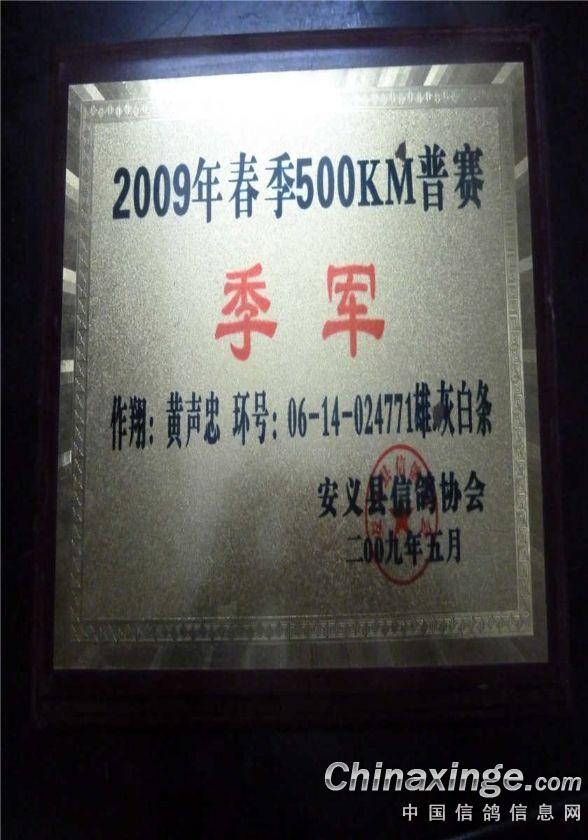 2009年春季500KM普赛
季军
作翔：黄声忠 环号：06-14-024771雄灰白条
安义县信鸽协会
二00九年五月
Chinaxinge.com
中国信鸽信息网